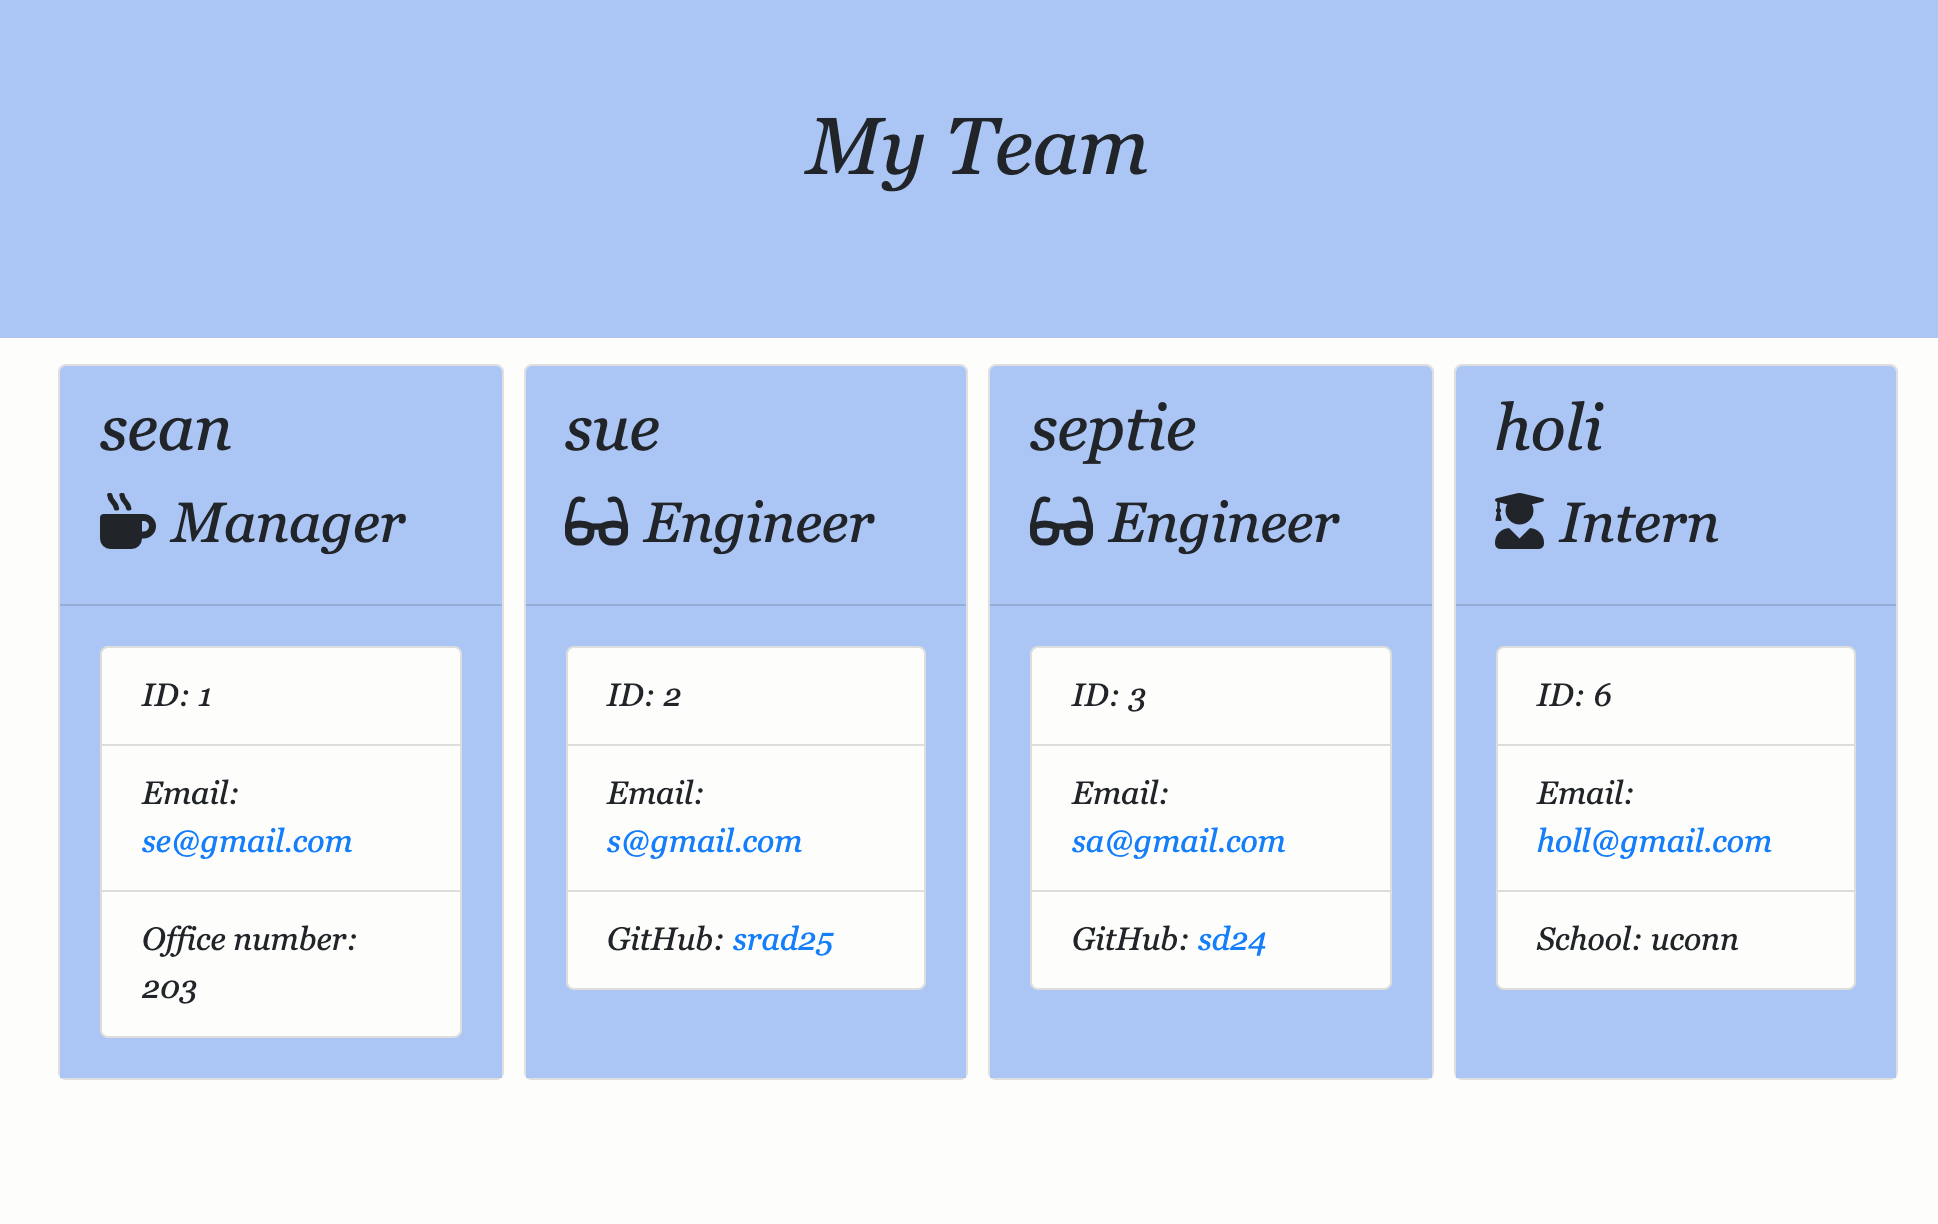 My Team
sean
Manager
ID: 1
Email:
se@gmail.com
Office number:
203
sue
Engineer
ID: 2
Email:
s@gmail.com
GitHub: srad25
septie
Engineer
ID: 3
Email:
sa@gmail.com
GitHub: sd24
holi
Intern
ID: 6
Email:
holl@gmail.com
School: uconn